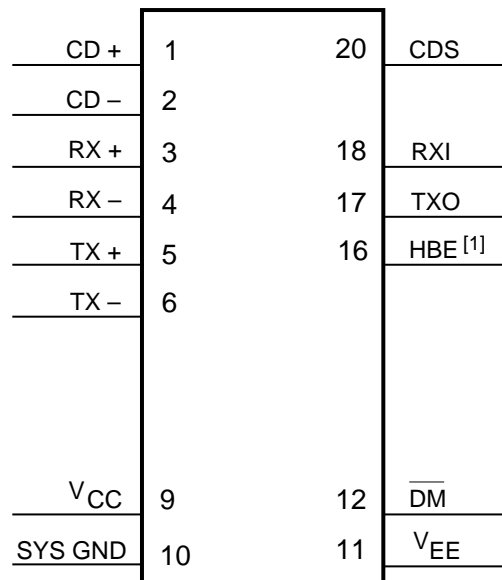 CD + 1 20 CDS
CD – 2
RX + 3 18 RXI
RX – 4 17 TXO
TX + 5 16 HBE [1]
TX – 6
VCC 9 12 D̅M̅
SYS GND 10 11 VEE